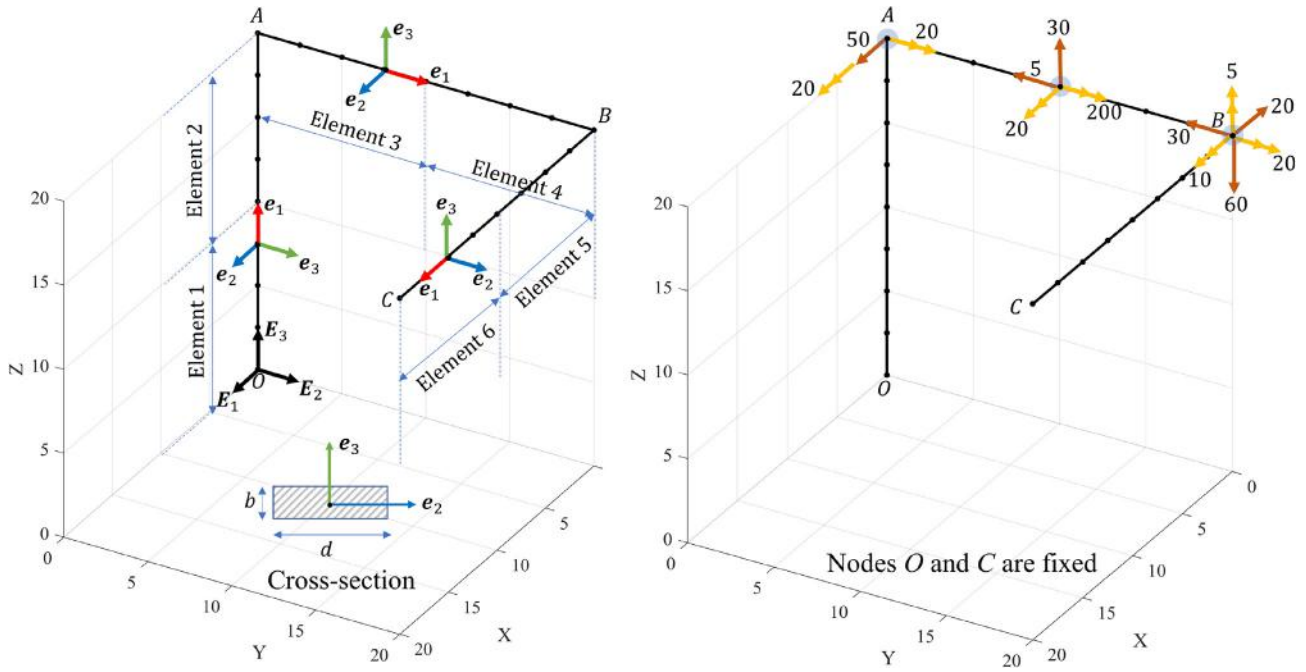 A
e₃
e₁
e₂
B
Element 3
Element 4
Element 2
e₁
e₃
e₂
Element 1
e₃
e₂
e₁
C
Element 5
Element 6
E₃
O
E₂
E₁
Z
20
15
10
5
0
e₃
b
e₂
d
Cross-section
0
5
10
15
20
Y
20
15
10
5
X
A
50
20
20
30
5
20
200
5
B
20
30
10
20
60
C
O
Z
20
15
10
5
0
Nodes O and C are fixed
0
5
10
15
20
Y
20
15
10
5
0
X